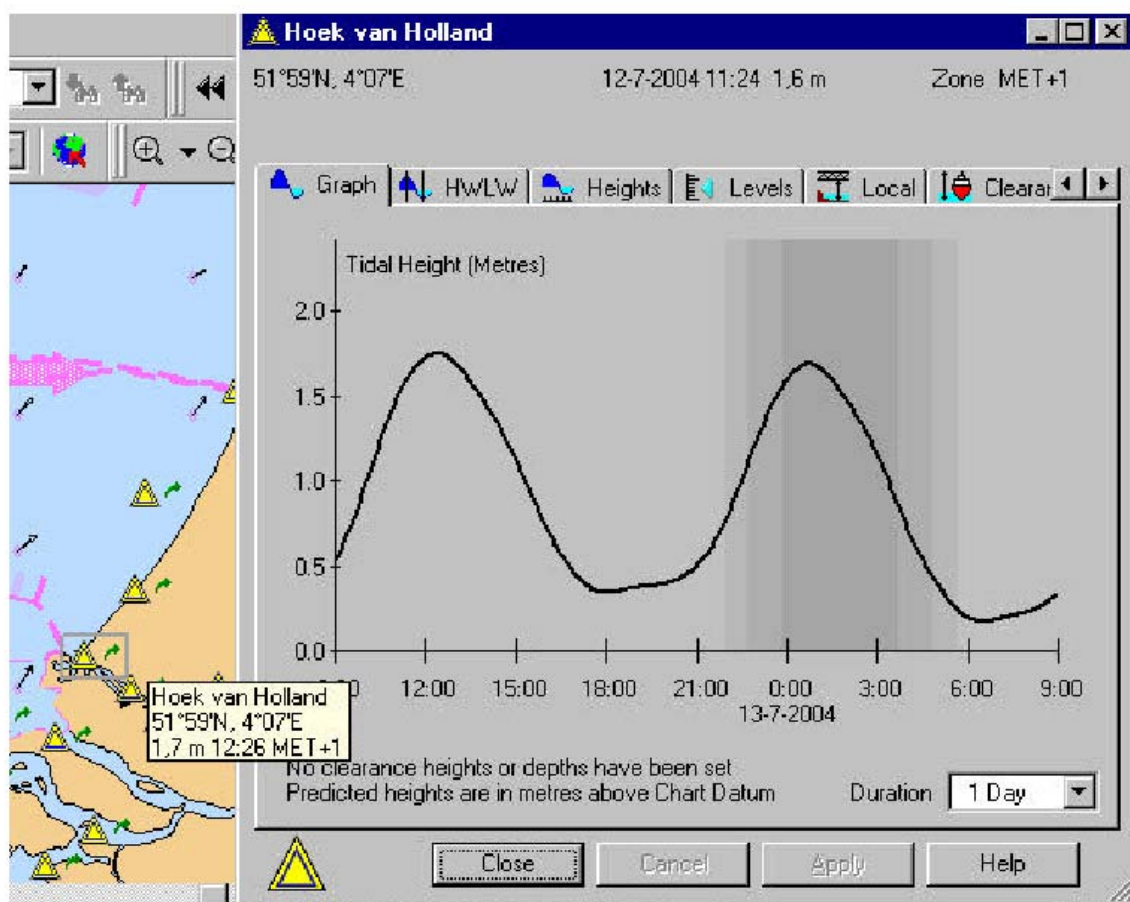 Hoek van Holland
51°59'N, 4°07'E 12-7-2004 11:24 1,6 m Zone MET+1
Graph HWLW Heights Levels Local Cleara
Tidal Height (Metres)
2.0
1.5
1.0
0.5
0.0
12:00 15:00 18:00 21:00 0:00 3:00 6:00 9:00
13-7-2004
Hoek van Holland
51°59'N, 4°07'E
1,7 m 12:26 MET+1
No clearance heights or depths have been set
Predicted heights are in metres above Chart Datum
Duration 1 Day
Close Cancel Apply Help